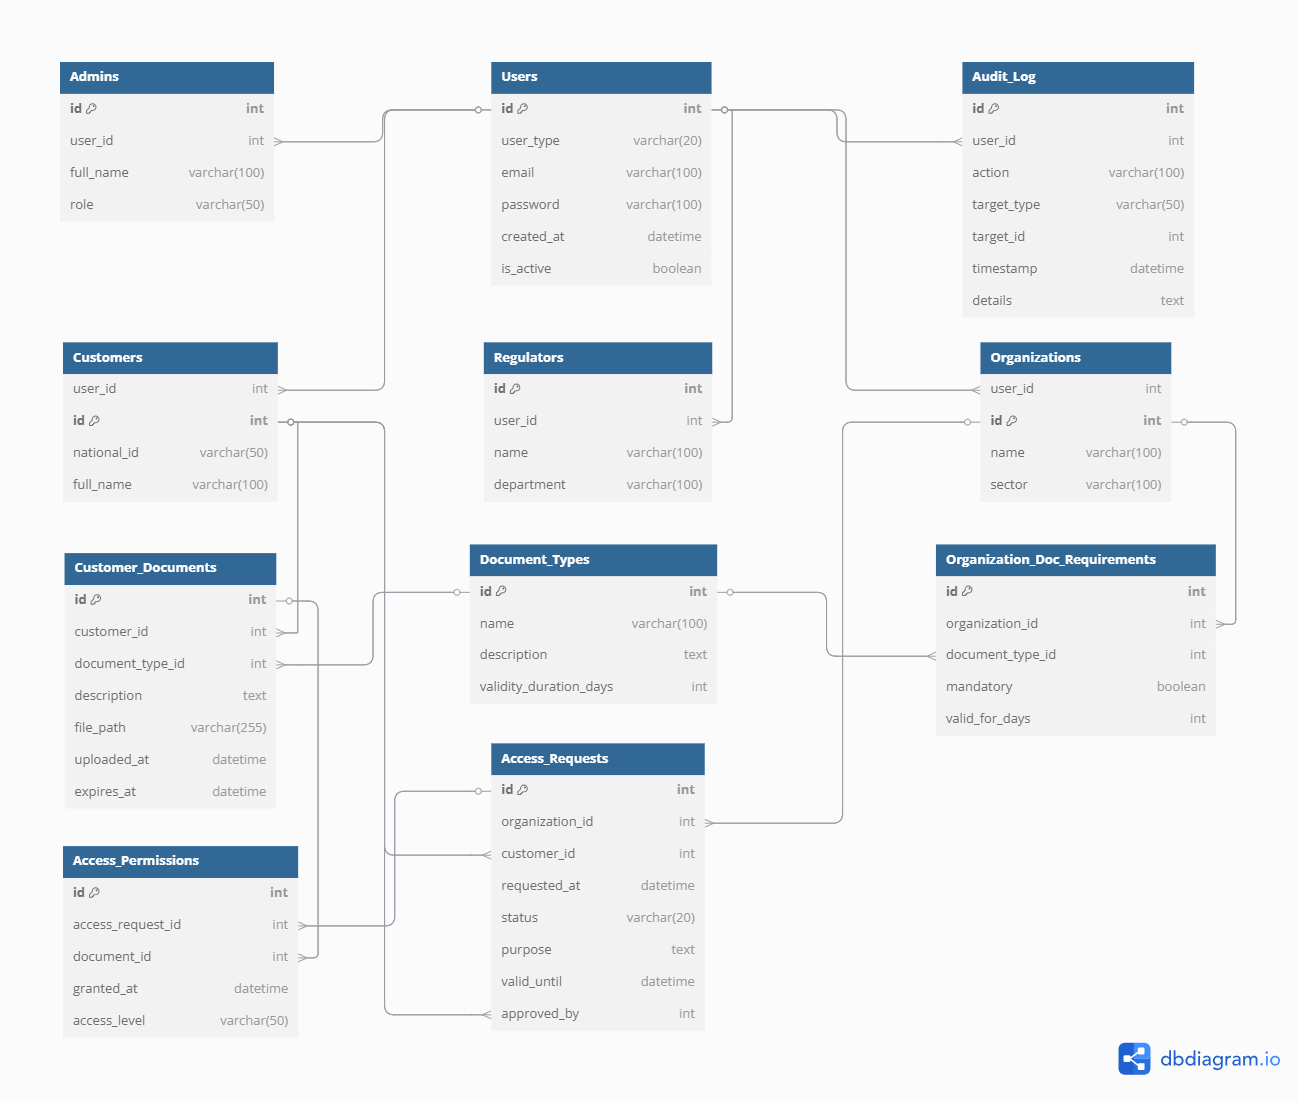 Admins
id int
user_id int
full_name varchar(100)
role varchar(50)
Users
id int
user_type varchar(20)
email varchar(100)
password varchar(100)
created_at datetime
is_active boolean
Audit_Log
id int
user_id int
action varchar(100)
target_type varchar(50)
target_id int
timestamp datetime
details text
Customers
user_id int
id int
national_id varchar(50)
full_name varchar(100)
Regulators
id int
user_id int
name varchar(100)
department varchar(100)
Organizations
user_id int
id int
name varchar(100)
sector varchar(100)
Customer_Documents
id int
customer_id int
document_type_id int
description text
file_path varchar(255)
uploaded_at datetime
expires_at datetime
Document_Types
id int
name varchar(100)
description text
validity_duration_days int
Organization_Doc_Requirements
id int
organization_id int
document_type_id int
mandatory boolean
valid_for_days int
Access_Requests
id int
organization_id int
customer_id int
requested_at datetime
status varchar(20)
purpose text
valid_until datetime
approved_by int
Access_Permissions
id int
access_request_id int
document_id int
granted_at datetime
access_level varchar(50)
dbdiagram.io